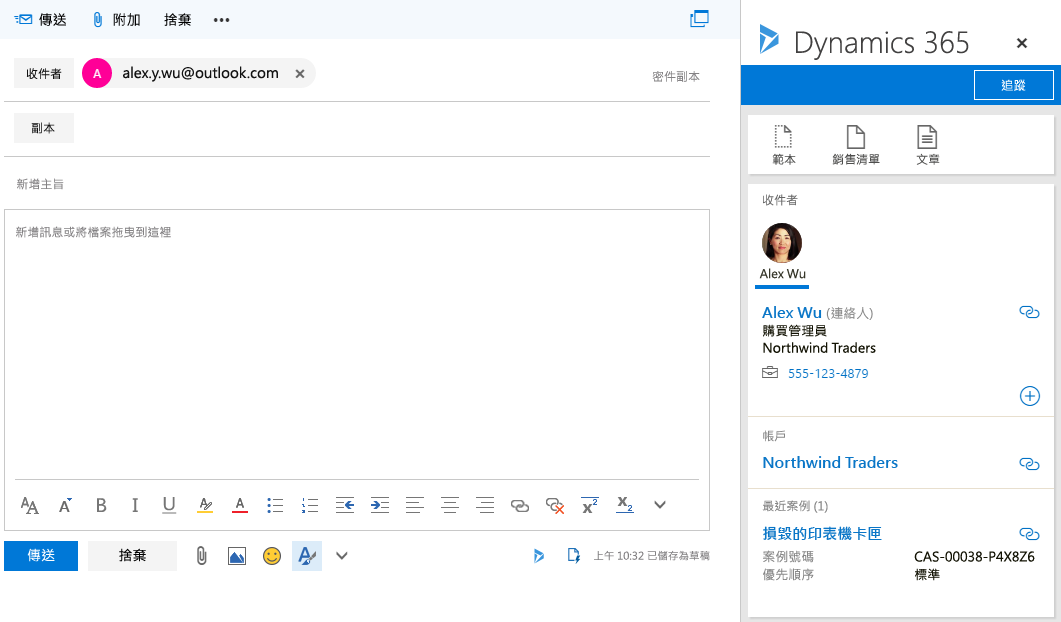 傳送 附加 捨棄 •••
收件者 A alex.y.wu@outlook.com 密件副本
副本
新增主旨
新增訊息或將檔案拖曳到這裡
AA A B I U A A x² X₂
傳送 捨棄 A 上午 10:32 已儲存為草稿
Dynamics 365
追蹤
範本 銷售清單 文章
收件者
Alex Wu
Alex Wu (連絡人)
購買管理員
Northwind Traders
555-123-4879
帳戶
Northwind Traders
最近案例 (1)
損毀的印表機卡匣
案例號碼 CAS-00038-P4X8Z6
優先順序 標準